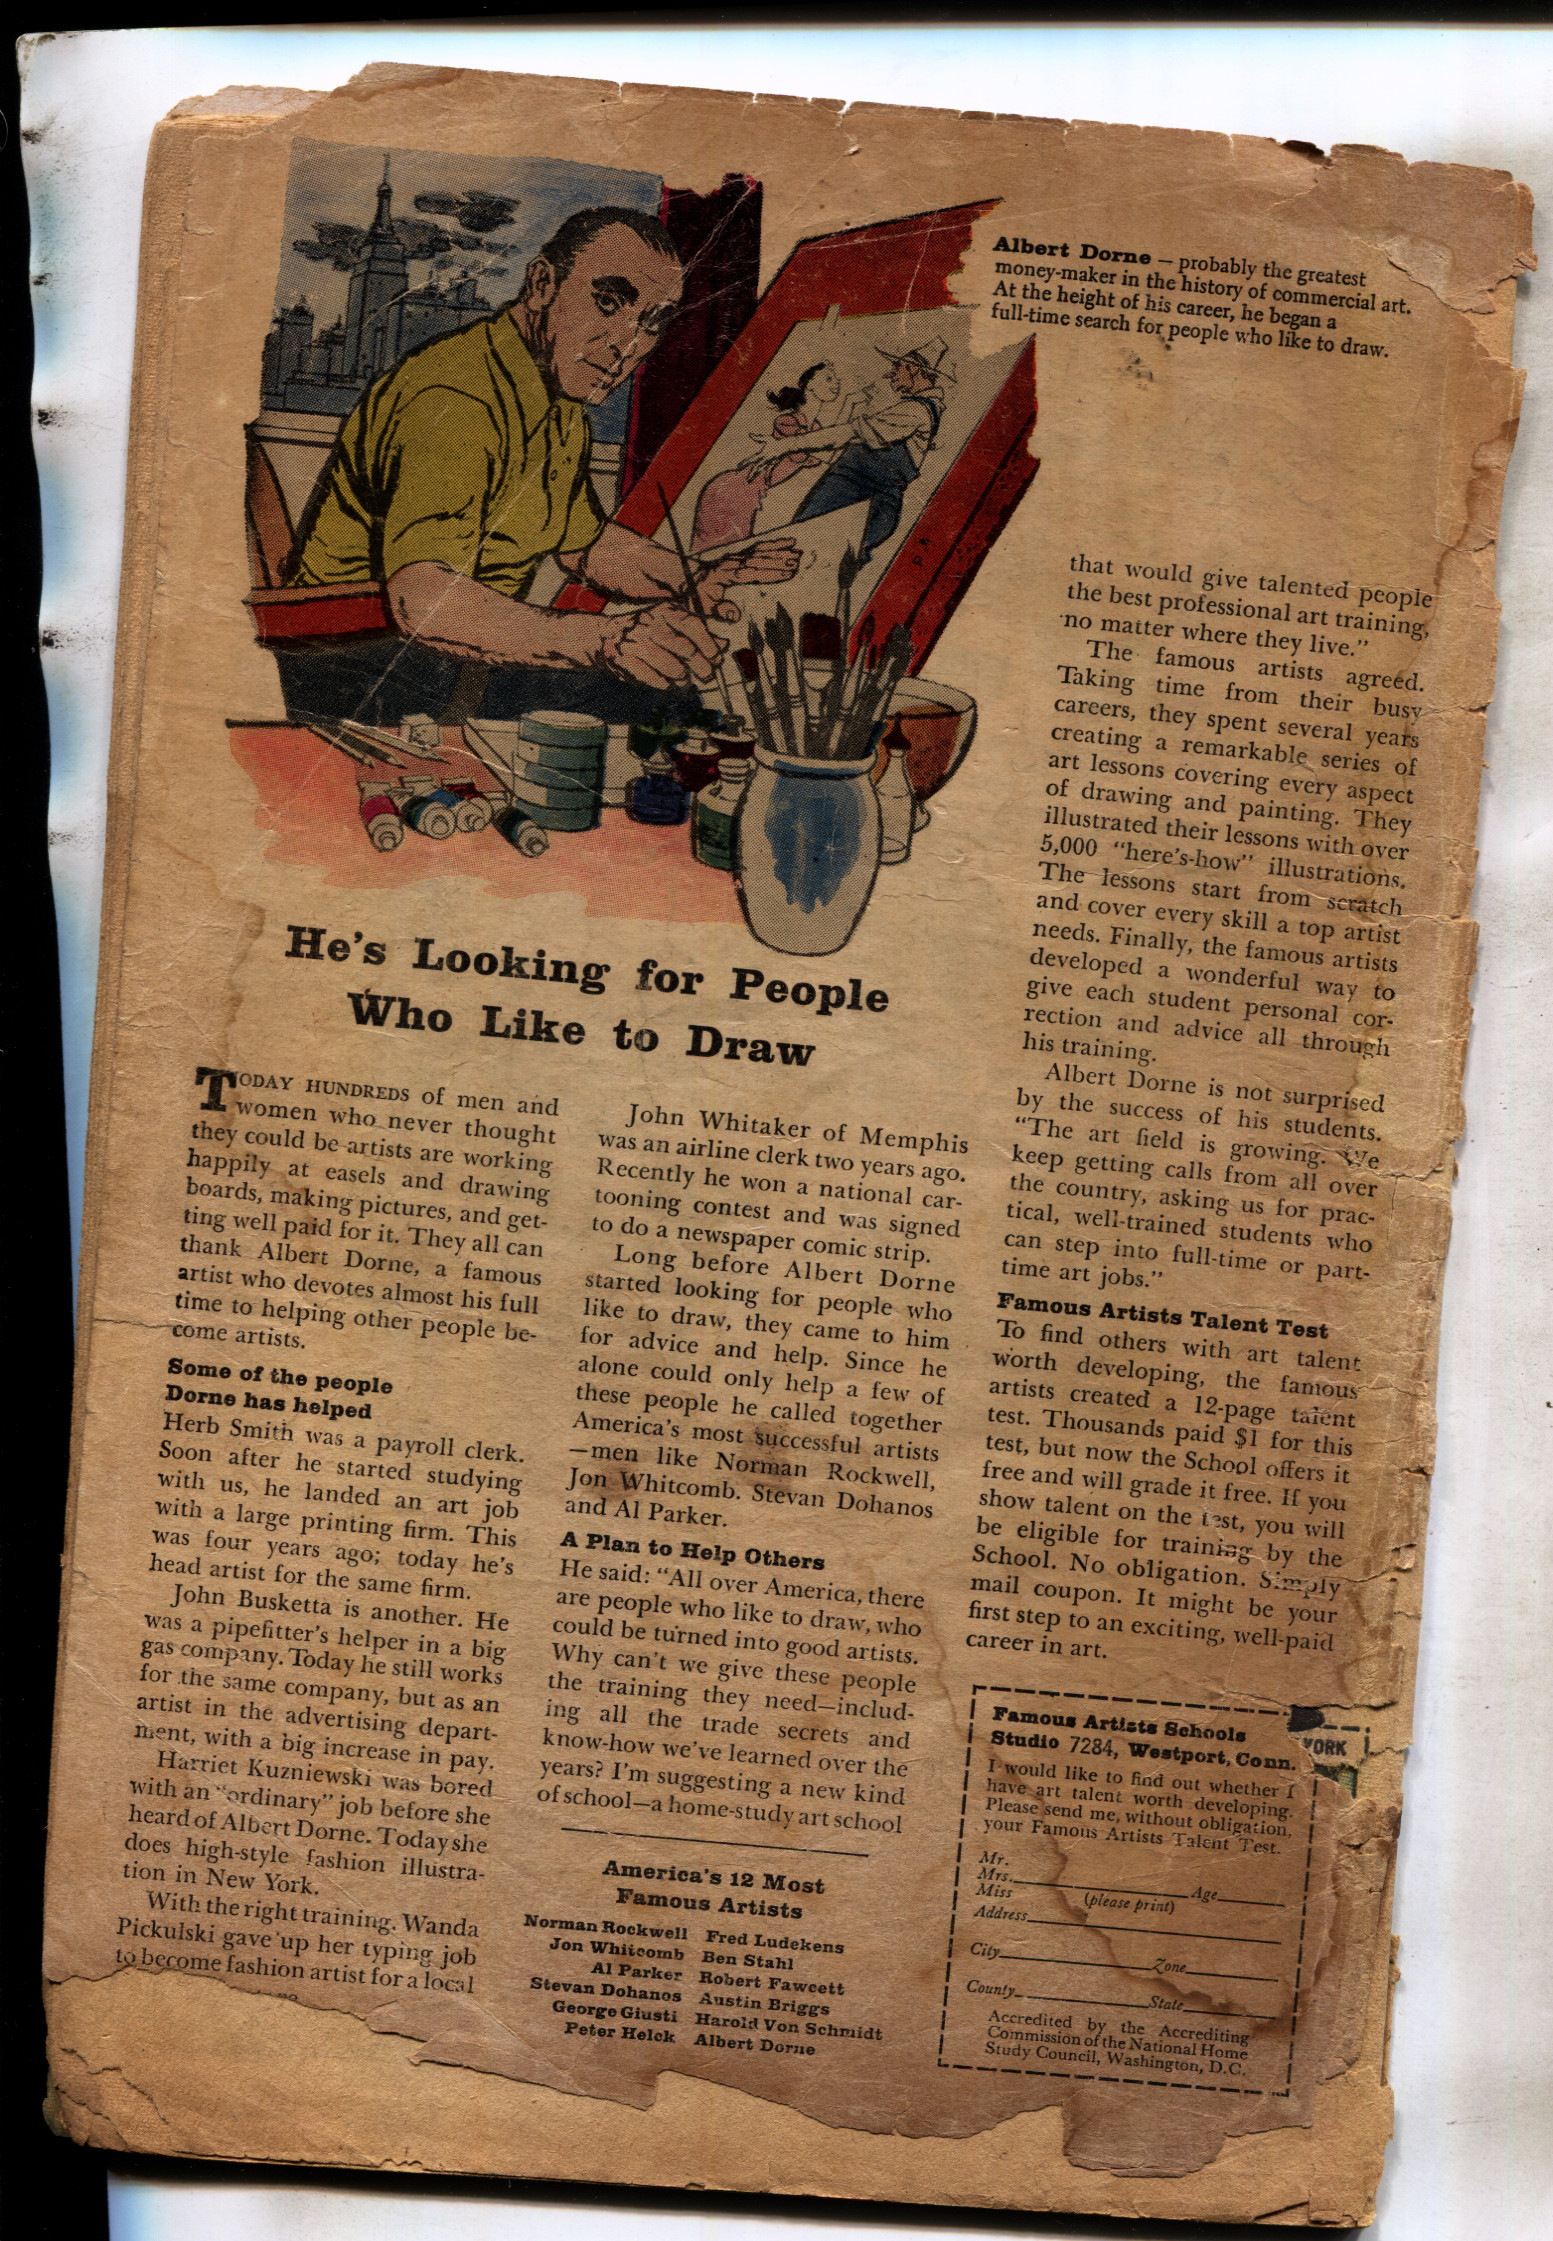 Albert Dorne — probably the greatest
money-maker in the history of commercial art.
At the height of his career, he began a
full-time search for people who like to draw.
He's Looking for People
Who Like to Draw
TODAY HUNDREDS of men and
women who never thought
they could be artists are working
happily at easels and drawing
boards, making pictures, and get-
ting well paid for it. They all can
thank Albert Dorne, a famous
artist who devotes almost his full
time to helping other people be-
come artists.
Some of the people
Dorne has helped
Herb Smith was a payroll clerk.
Soon after he started studying
with us, he landed an art job
with a large printing firm. This
was four years ago; today he's
head artist for the same firm.
John Busketta is another. He
was a pipefitter's helper in a big
gas company. Today he still works
for the same company, but as an
artist in the advertising depart-
ment, with a big increase in pay.
Harriet Kuzniewski was bored
with an "ordinary" job before she
heard of Albert Dorne. Today she
does high-style fashion illustra-
tion in New York.
With the right training. Wanda
Pickulski gave up her typing job
to become fashion artist for a local
John Whitaker of Memphis
was an airline clerk two years ago.
Recently he won a national car-
tooning contest and was signed
to do a newspaper comic strip.
Long before Albert Dorne
started looking for people who
like to draw, they came to him
for advice and help. Since he
alone could only help a few of
these people he called together
America's most successful artists
—men like Norman Rockwell,
Jon Whitcomb. Stevan Dohanos
and Al Parker.
A Plan to Help Others
He said: "All over America, there
are people who like to draw, who
could be turned into good artists.
Why can't we give these people
the training they need—includ-
ing all the trade secrets and
know-how we've learned over the
years? I'm suggesting a new kind
of school—a home-study art school
America's 12 Most
Famous Artists
Norman Rockwell Fred Ludekens
Jon Whitcomb Ben Stahl
Al Parker Robert Fawcett
Stevan Dohanos Austin Briggs
George Giusti Harold Von Schmidt
Peter Helck Albert Dorne
that would give talented people
the best professional art training,
no matter where they live."
The famous artists agreed.
Taking time from their busy
careers, they spent several years
creating a remarkable series of
art lessons covering every aspect
of drawing and painting. They
illustrated their lessons with over
5,000 "here's-how" illustrations.
The lessons start from scratch
and cover every skill a top artist
needs. Finally, the famous artists
developed a wonderful way to
give each student personal cor-
rection and advice all through
his training.
Albert Dorne is not surprised
by the success of his students.
"The art field is growing. We
keep getting calls from all over
the country, asking us for prac-
tical, well-trained students who
can step into full-time or part-
time art jobs."
Famous Artists Talent Test
To find others with art talent
worth developing, the famous
artists created a 12-page talent
test. Thousands paid $1 for this
test, but now the School offers it
free and will grade it free. If you
show talent on the test, you will
be eligible for training by the
School. No obligation. Simply
mail coupon. It might be your
first step to an exciting, well-paid
career in art.
Famous Artists Schools
Studio 7284, Westport, Conn.
I would like to find out whether I
have art talent worth developing.
Please send me, without obligation,
your Famous Artists Talent Test.
Mr.
Mrs. Age
Miss (please print)
Address
City Zone
County State
Accredited by the Accrediting
Commission of the National Home
Study Council, Washington, D.C.
YORK